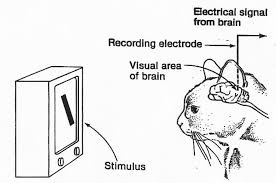 Electrical signal
from brain
Recording electrode
Visual area
of brain
Stimulus